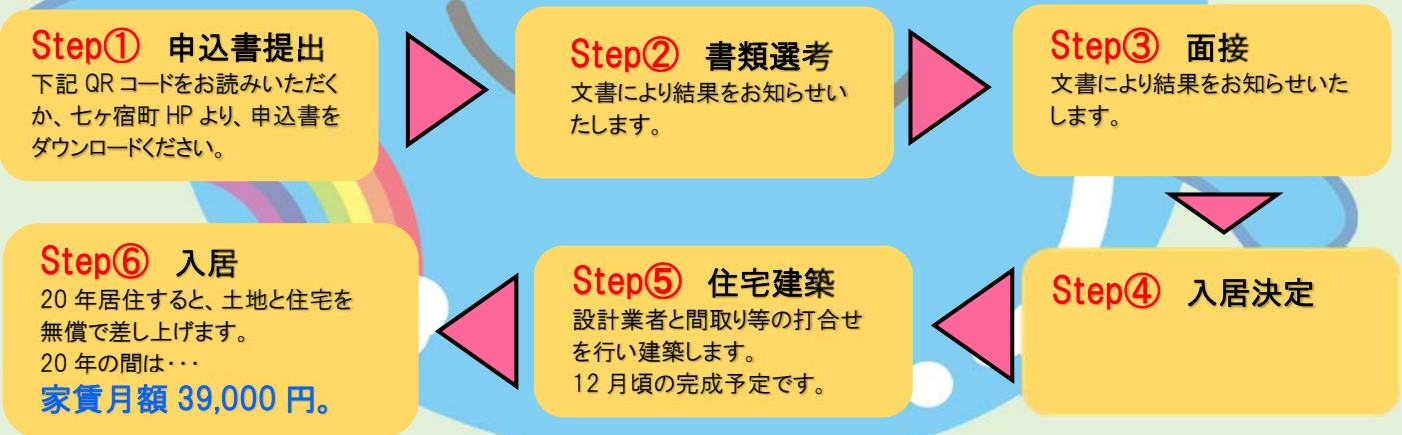 Step① 申込書提出
下記 QR コードをお読みいただく
か、七ヶ宿町 HP より、申込書を
ダウンロードください。
Step② 書類選考
文書により結果をお知らせい
たします。
Step③ 面接
文書により結果をお知らせいた
します。
Step④ 入居決定
Step⑤ 住宅建築
設計業者と間取り等の打合せ
を行い建築します。
12 月頃の完成予定です。
Step⑥ 入居
20 年居住すると、土地と住宅を
無償で差し上げます。
20 年の間は・・・
家賃月額 39,000 円。